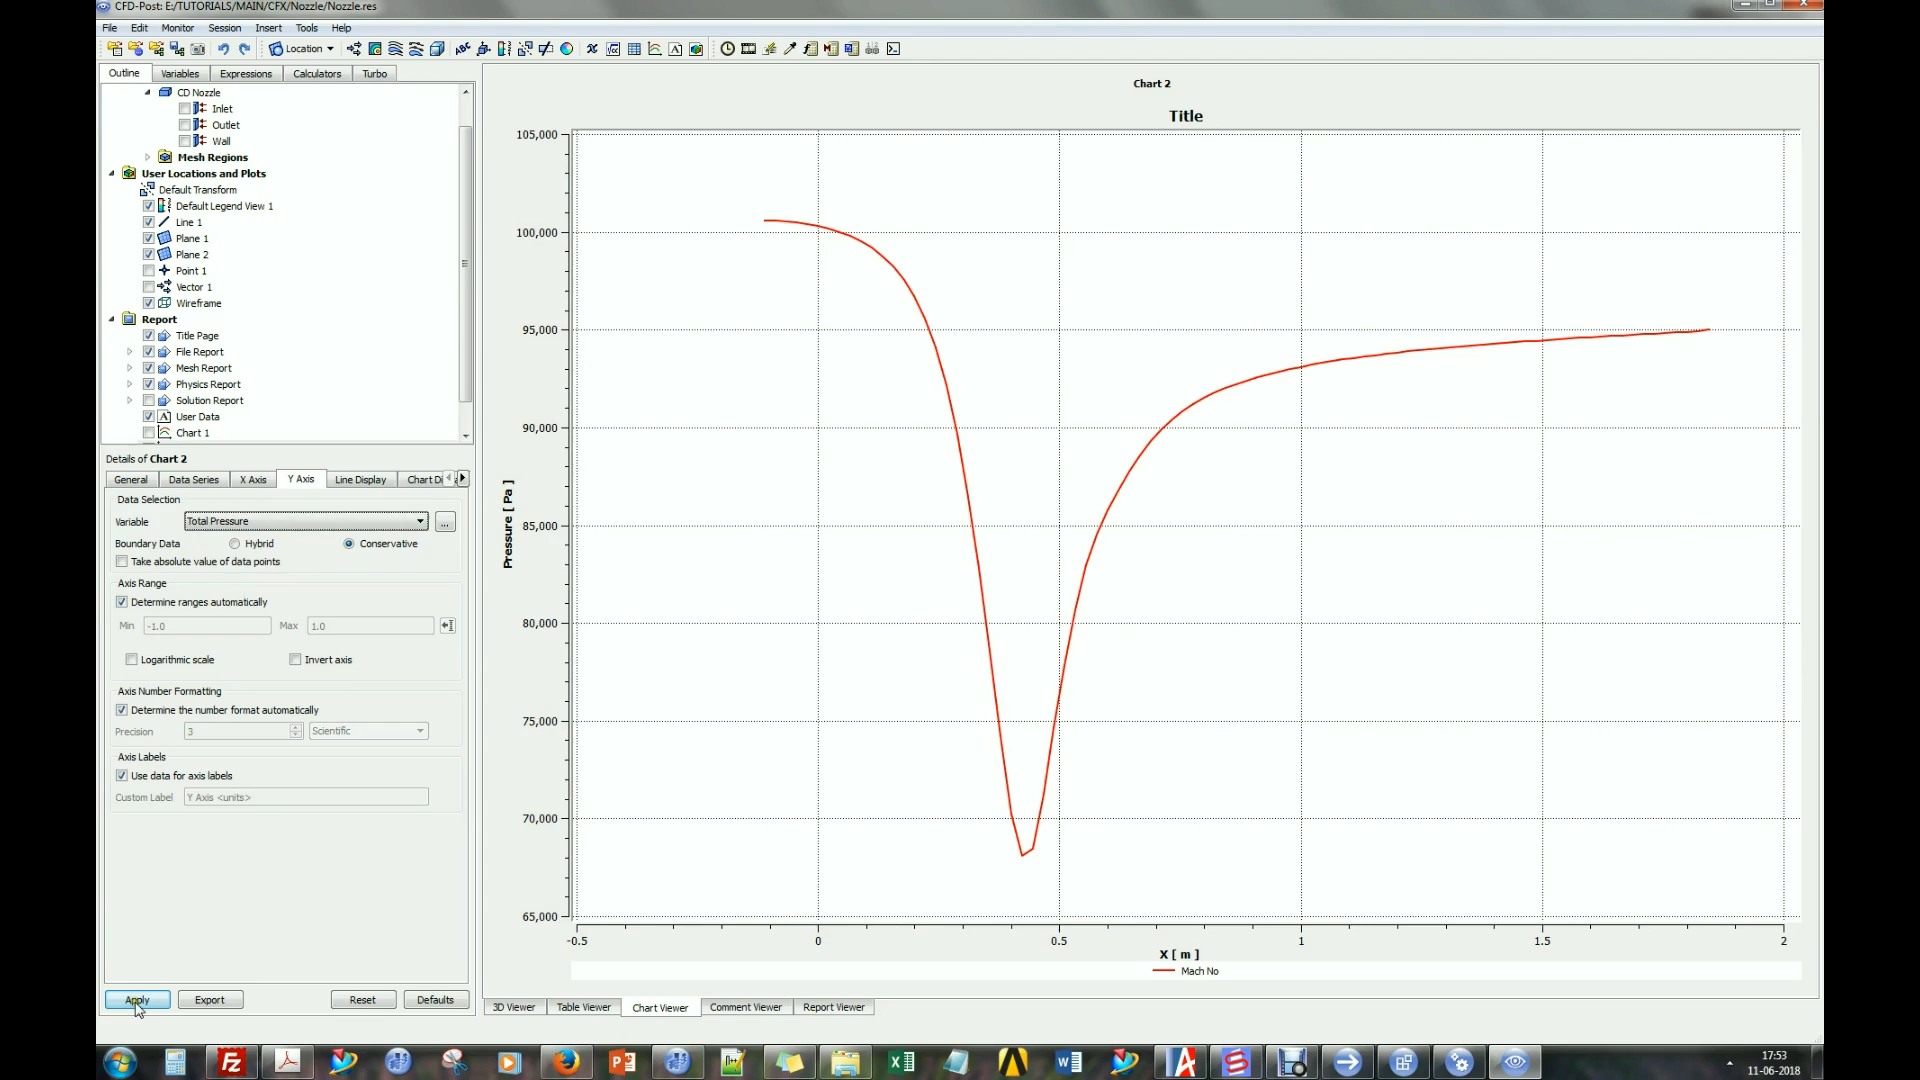 CFD-Post: E:/TUTORIALS/MAIN/CFX/Nozzle/Nozzle.res
File Edit Monitor Session Insert Tools Help
Location
Outline Variables Expressions Calculators Turbo
CD Nozzle
Inlet
Outlet
Wall
Mesh Regions
User Locations and Plots
Default Transform
Default Legend View 1
Line 1
Plane 1
Plane 2
Point 1
Vector 1
Wireframe
Report
Title Page
File Report
Mesh Report
Physics Report
Solution Report
User Data
Chart 1
Details of Chart 2
General Data Series X Axis Y Axis Line Display Chart Di
Data Selection
Variable Total Pressure ...
Boundary Data Hybrid Conservative
Take absolute value of data points
Axis Range
Determine ranges automatically
Min -1.0 Max 1.0
Logarithmic scale Invert axis
Axis Number Formatting
Determine the number format automatically
Precision 3 Scientific
Axis Labels
Use data for axis labels
Custom Label Y Axis <units>
Apply Export Reset Defaults
Chart 2
Title
105,000
100,000
95,000
90,000
85,000
80,000
75,000
70,000
65,000
Pressure [ Pa ]
-0.5 0 0.5 1 1.5 2
X [ m ]
Mach No
3D Viewer Table Viewer Chart Viewer Comment Viewer Report Viewer
17:53
11-06-2018